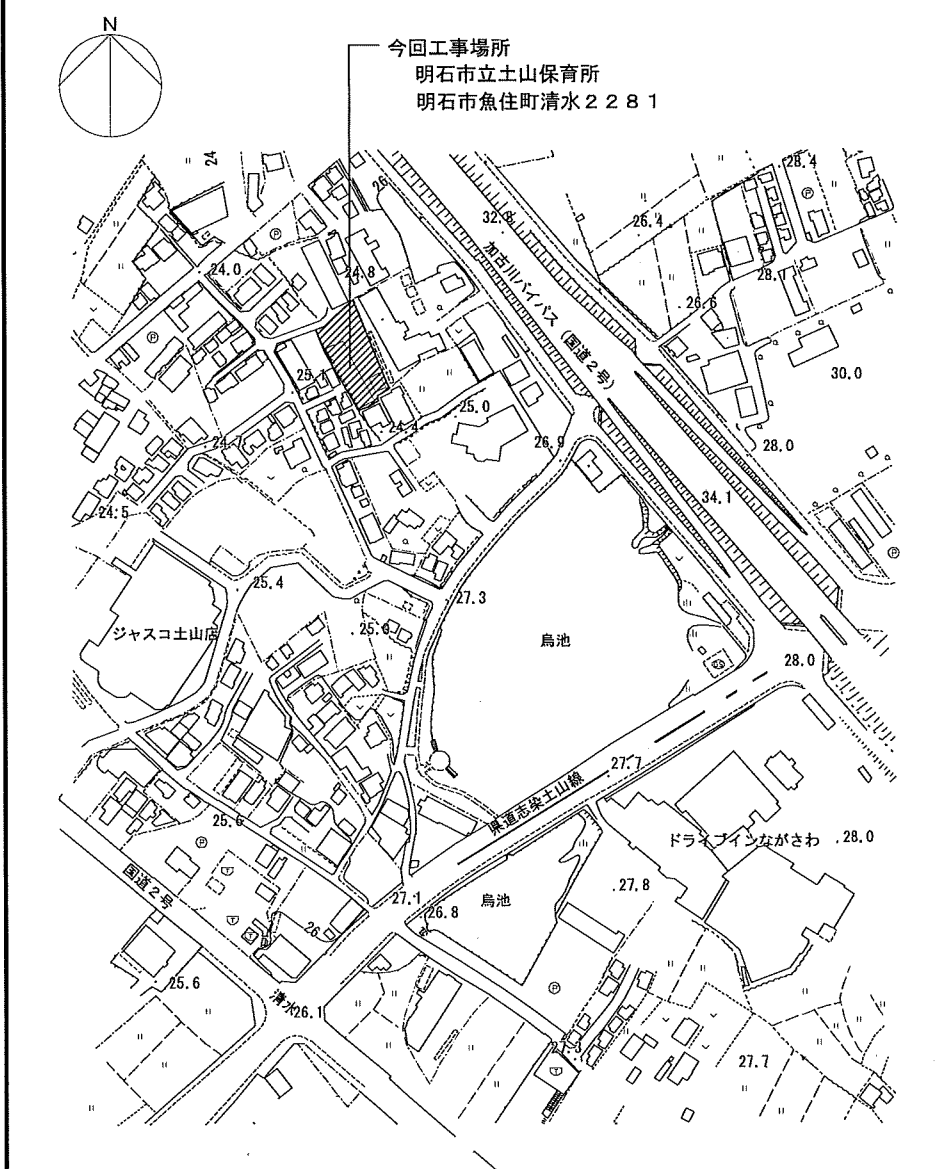 N
今回工事場所
明石市立土山保育所
明石市魚住町清水2281
24
26
32.8
28.4
26.4
加古川バイパス(国道2号)
24.0
24.8
28.1
26.6
30.0
25.1
25.0
24.4
24.7
26.9
28.0
24.5
34.1
25.4
27.3
ジャスコ土山店
烏池
28.0
27.7
県道志染土山線
25.6
ドライブインながさわ
28.0
国道2号
27.1
26.8
烏池
27.8
26
25.6
清水
26.1
27.7